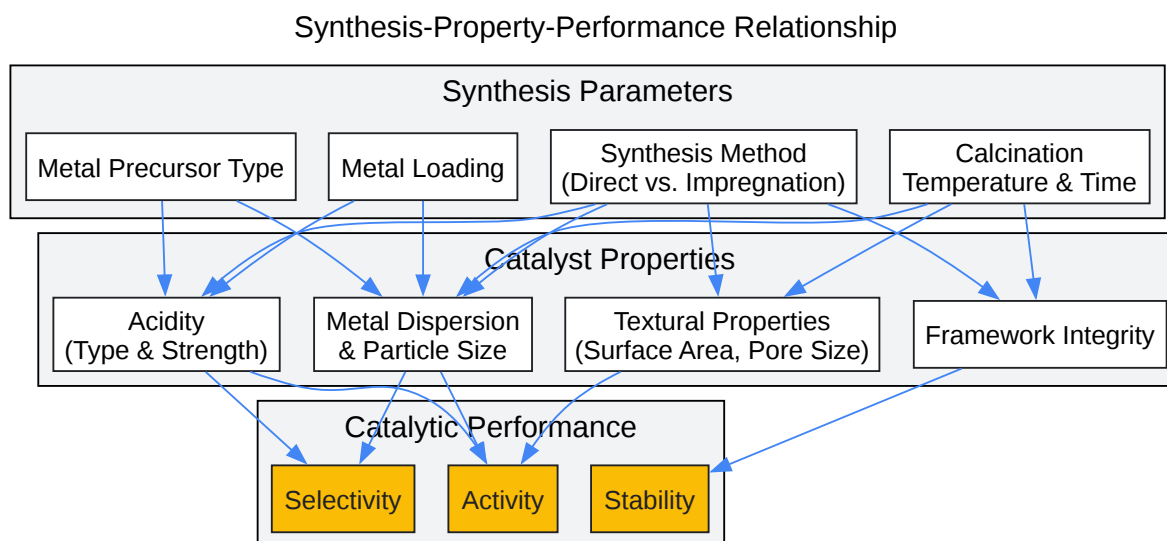 Synthesis-Property-Performance Relationship
Synthesis Parameters
Metal Precursor Type
Metal Loading
Synthesis Method
(Direct vs. Impregnation)
Calcination
Temperature & Time
Catalyst Properties
Acidity
(Type & Strength)
Metal Dispersion
& Particle Size
Textural Properties
(Surface Area, Pore Size)
Framework Integrity
Catalytic Performance
Selectivity
Activity
Stability